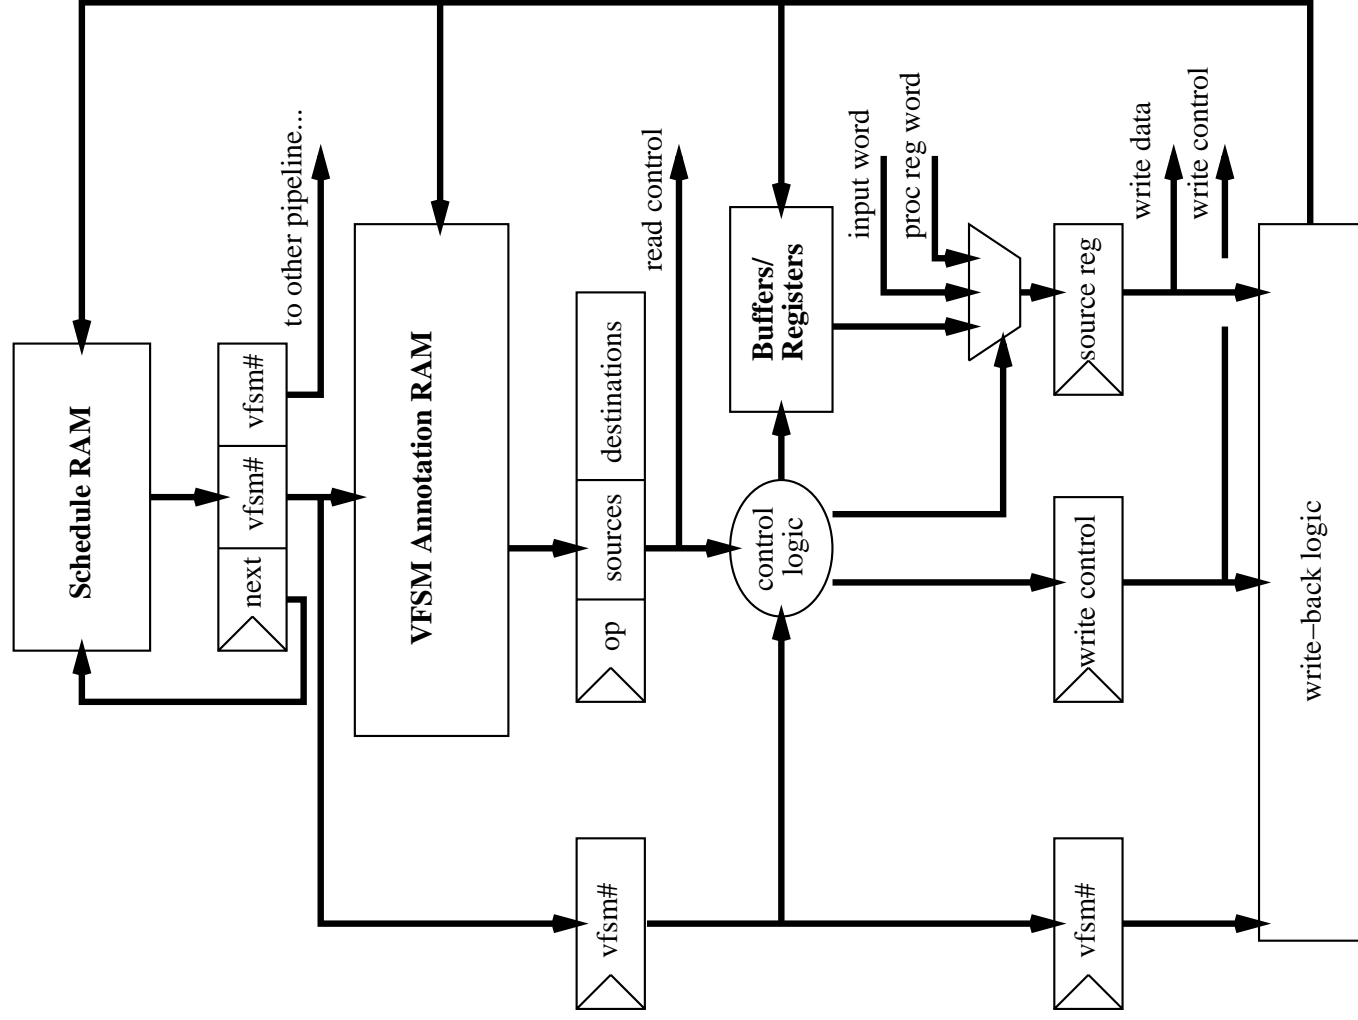 Schedule RAM
next
vfsm#
vfsm#
to other pipeline...
VFSM Annotation RAM
op
sources
destinations
read control
vfsm#
control
logic
Buffers/
Registers
input word
proc reg word
vfsm#
write control
source reg
write data
write control
write−back logic